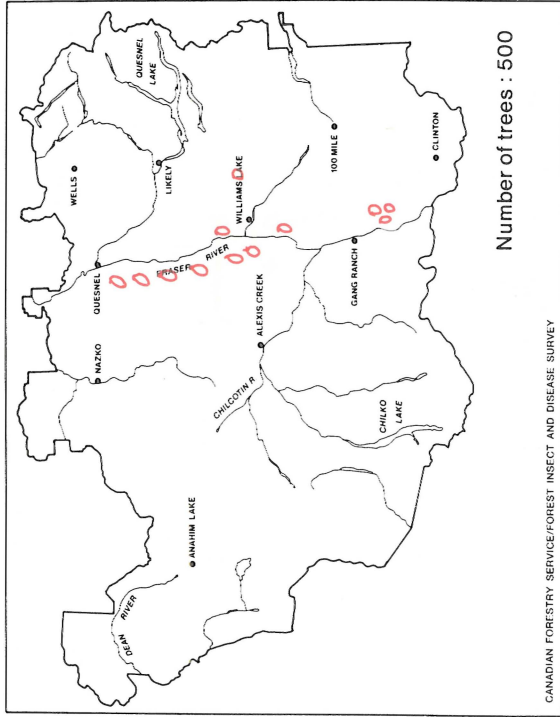 WELLS
QUESNEL
LAKE
LIKELY
QUESNEL
NAZKO
FRASER
RIVER
WILLIAMS LAKE
100 MILE
CLINTON
ALEXIS CREEK
GANG RANCH
CHILCOTIN R
CHILKO
LAKE
ANAHIM LAKE
DEAN
RIVER
Number of trees : 500
CANADIAN FORESTRY SERVICE/FOREST INSECT AND DISEASE SURVEY